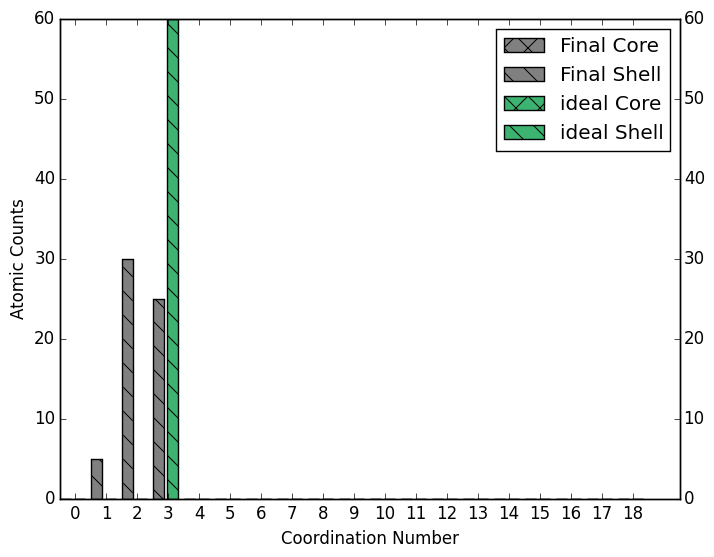 60
50
40
30
20
10
0
Atomic Counts
60
50
40
30
20
10
0
Final Core
Final Shell
ideal Core
ideal Shell
0 1 2 3 4 5 6 7 8 9 10 11 12 13 14 15 16 17 18
Coordination Number